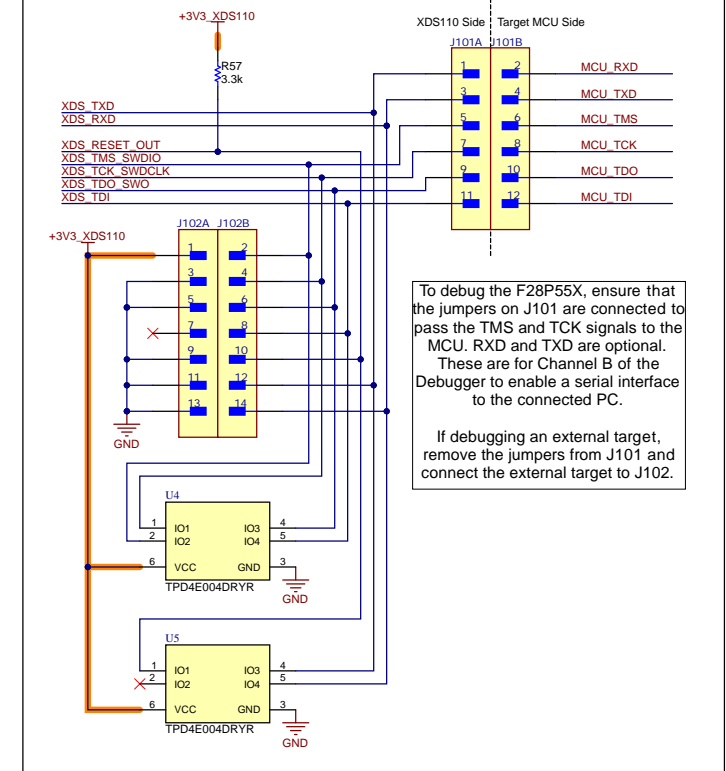 +3V3_XDS110
XDS110 Side
Target MCU Side
J101A
J101B
R57
3.3k
1
2
MCU_RXD
3
4
MCU_TXD
5
6
MCU_TMS
7
8
MCU_TCK
9
10
MCU_TDO
11
12
MCU_TDI
XDS_TXD
XDS_RXD
XDS_RESET_OUT
XDS_TMS_SWDIO
XDS_TCK_SWDCLK
XDS_TDO_SWO
XDS_TDI
+3V3_XDS110
J102A
J102B
1
2
3
4
5
6
7
8
9
10
11
12
13
14
GND
To debug the F28P55X, ensure that
the jumpers on J101 are connected to
pass the TMS and TCK signals to the
MCU. RXD and TXD are optional.
These are for Channel B of the
Debugger to enable a serial interface
to the connected PC.
If debugging an external target,
remove the jumpers from J101 and
connect the external target to J102.
U4
1
IO1
IO3
4
2
IO2
IO4
5
6
VCC
GND
3
TPD4E004DRYR
GND
U5
1
IO1
IO3
4
2
IO2
IO4
5
6
VCC
GND
3
TPD4E004DRYR
GND